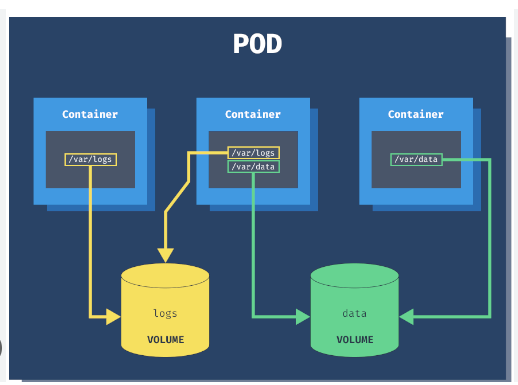 POD
Container
/var/logs
Container
/var/logs
/var/data
Container
/var/data
logs
VOLUME
data
VOLUME